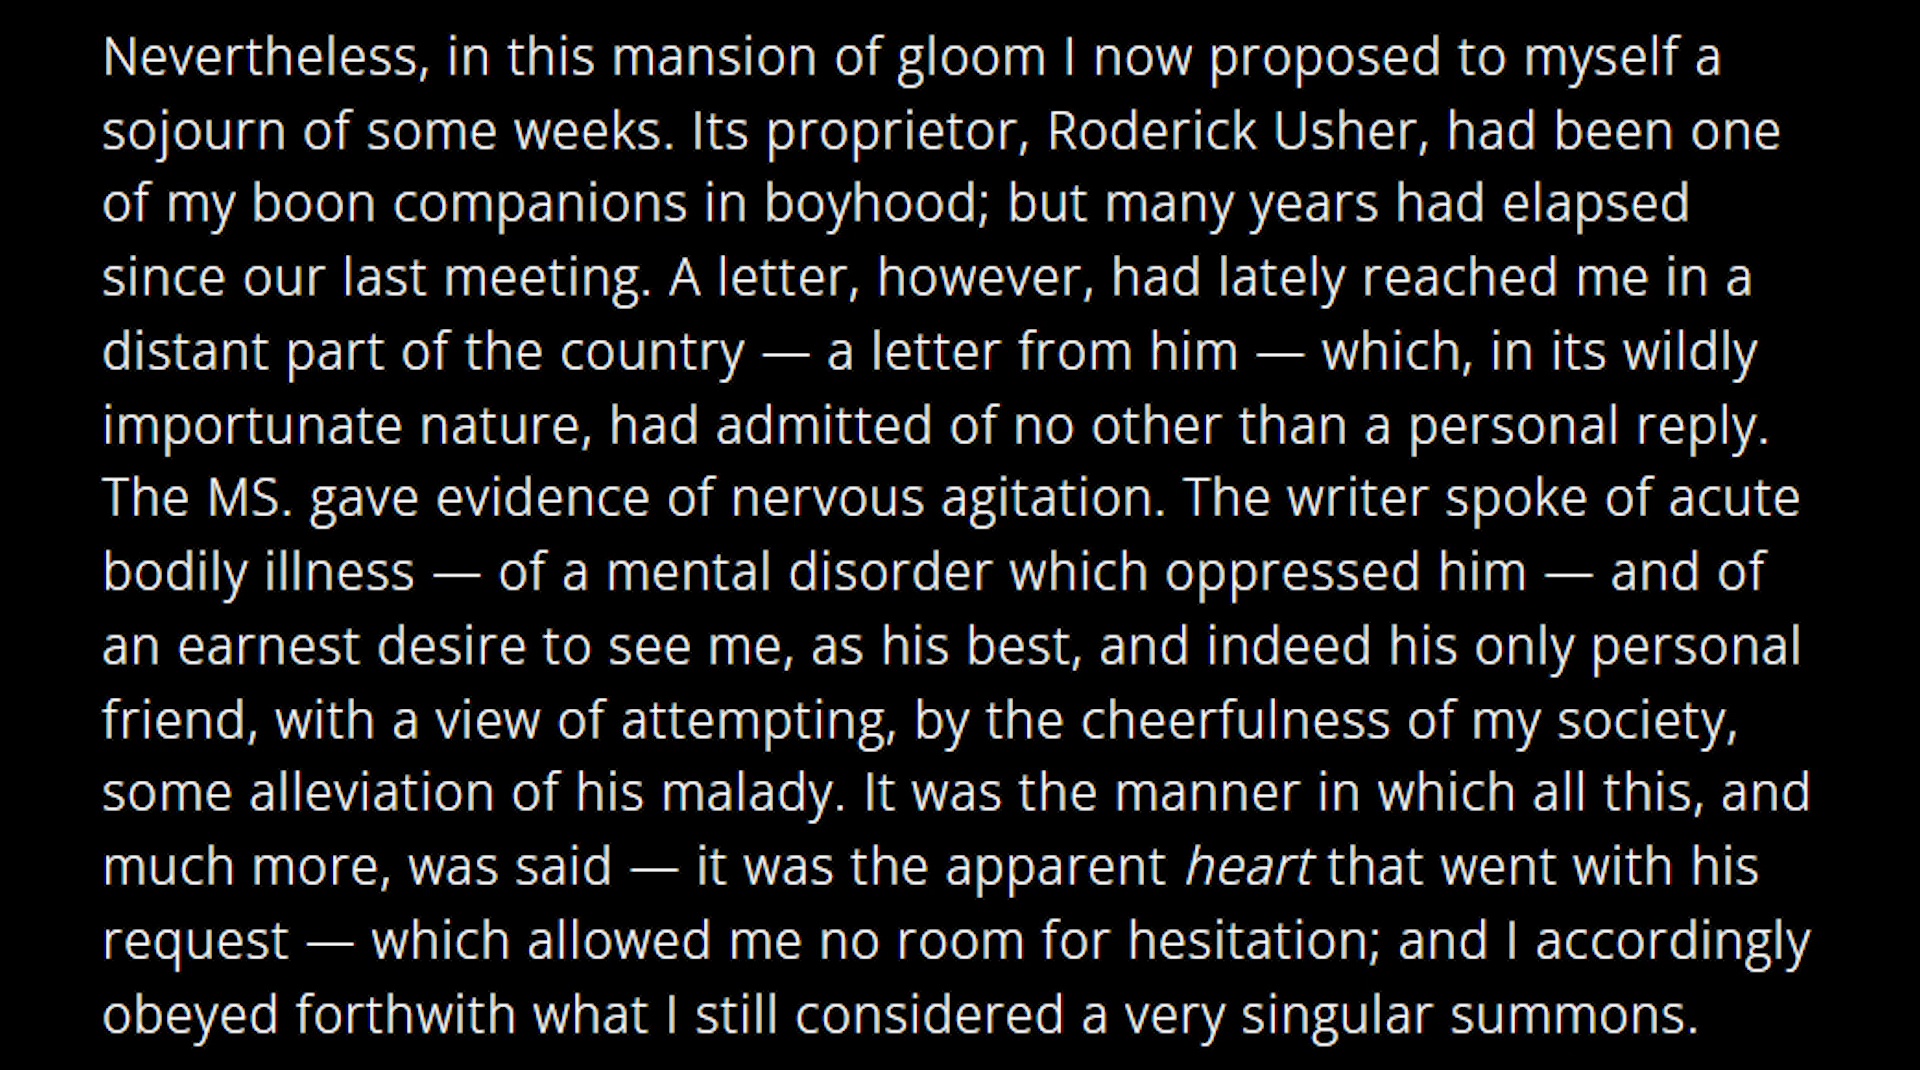 Nevertheless, in this mansion of gloom I now proposed to myself a
sojourn of some weeks. Its proprietor, Roderick Usher, had been one
of my boon companions in boyhood; but many years had elapsed
since our last meeting. A letter, however, had lately reached me in a
distant part of the country — a letter from him — which, in its wildly
importunate nature, had admitted of no other than a personal reply.
The MS. gave evidence of nervous agitation. The writer spoke of acute
bodily illness — of a mental disorder which oppressed him — and of
an earnest desire to see me, as his best, and indeed his only personal
friend, with a view of attempting, by the cheerfulness of my society,
some alleviation of his malady. It was the manner in which all this, and
much more, was said — it was the apparent heart that went with his
request — which allowed me no room for hesitation; and I accordingly
obeyed forthwith what I still considered a very singular summons.